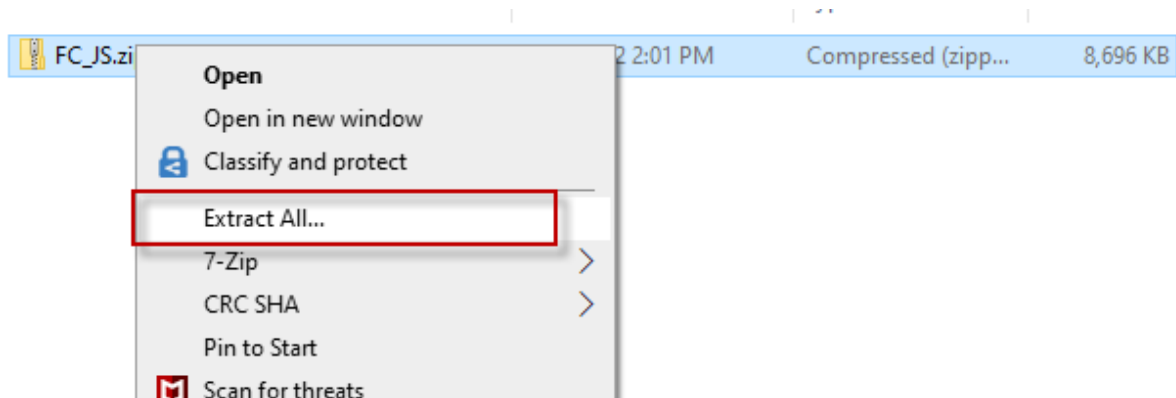 FC_JS.zi 2 2:01 PM Compressed (zipp... 8,696 KB
Open
Open in new window
Classify and protect
Extract All...
7-Zip
CRC SHA
Pin to Start
Scan for threats